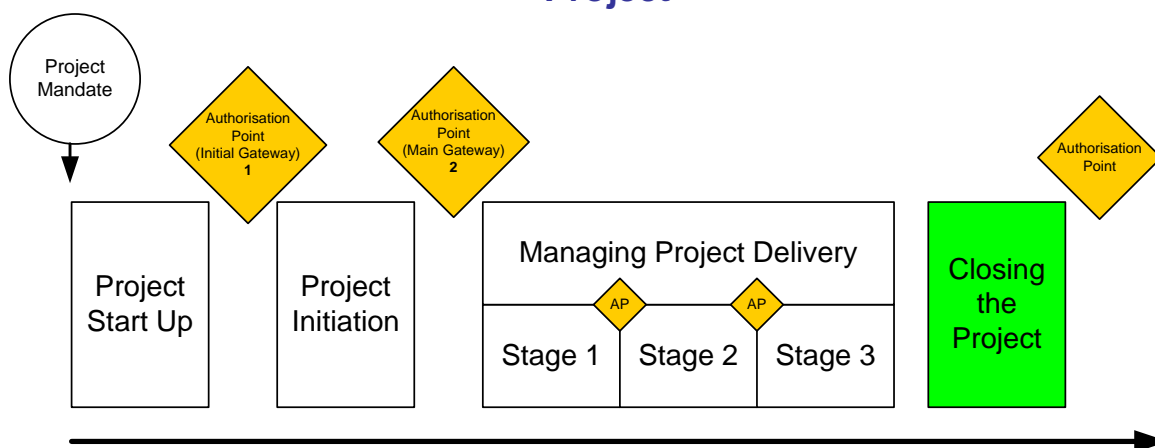 Project
Project
Mandate
Authorisation
Point
(Initial Gateway)
1
Authorisation
Point
(Main Gateway)
2
Authorisation
Point
Project
Start Up
Project
Initiation
Managing Project Delivery
AP
AP
Stage 1
Stage 2
Stage 3
Closing
the
Project